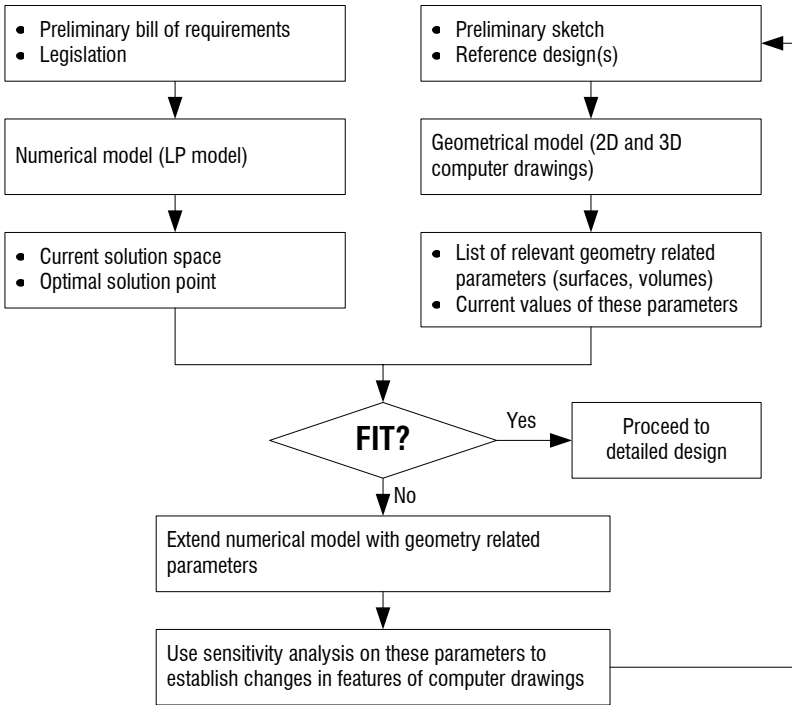 • Preliminary bill of requirements
• Legislation
Numerical model (LP model)
• Current solution space
• Optimal solution point
• Preliminary sketch
• Reference design(s)
Geometrical model (2D and 3D
computer drawings)
• List of relevant geometry related
parameters (surfaces, volumes)
• Current values of these parameters
FIT?
Yes
Proceed to
detailed design
No
Extend numerical model with geometry related
parameters
Use sensitivity analysis on these parameters to
establish changes in features of computer drawings